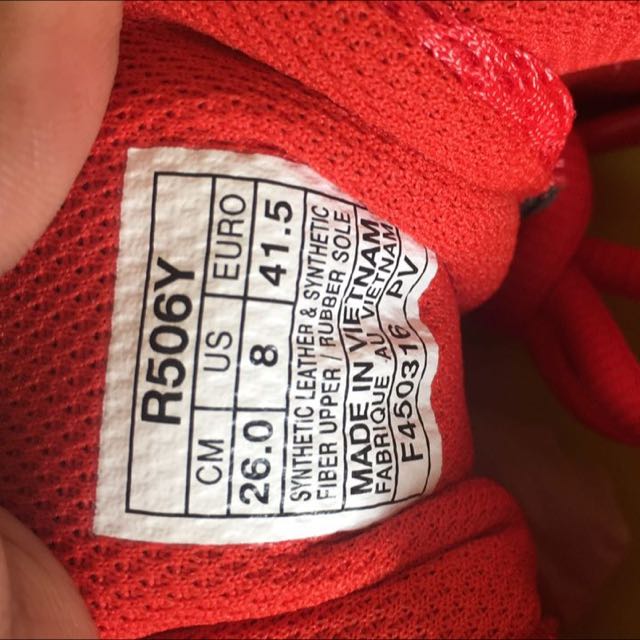 R506Y
CM US EURO
26.0 8 41.5
SYNTHETIC LEATHER & SYNTHETIC
FIBER UPPER / RUBBER SOLE
MADE IN VIETNAM
FABRIQUE AU VIETNAM
F450316 PV